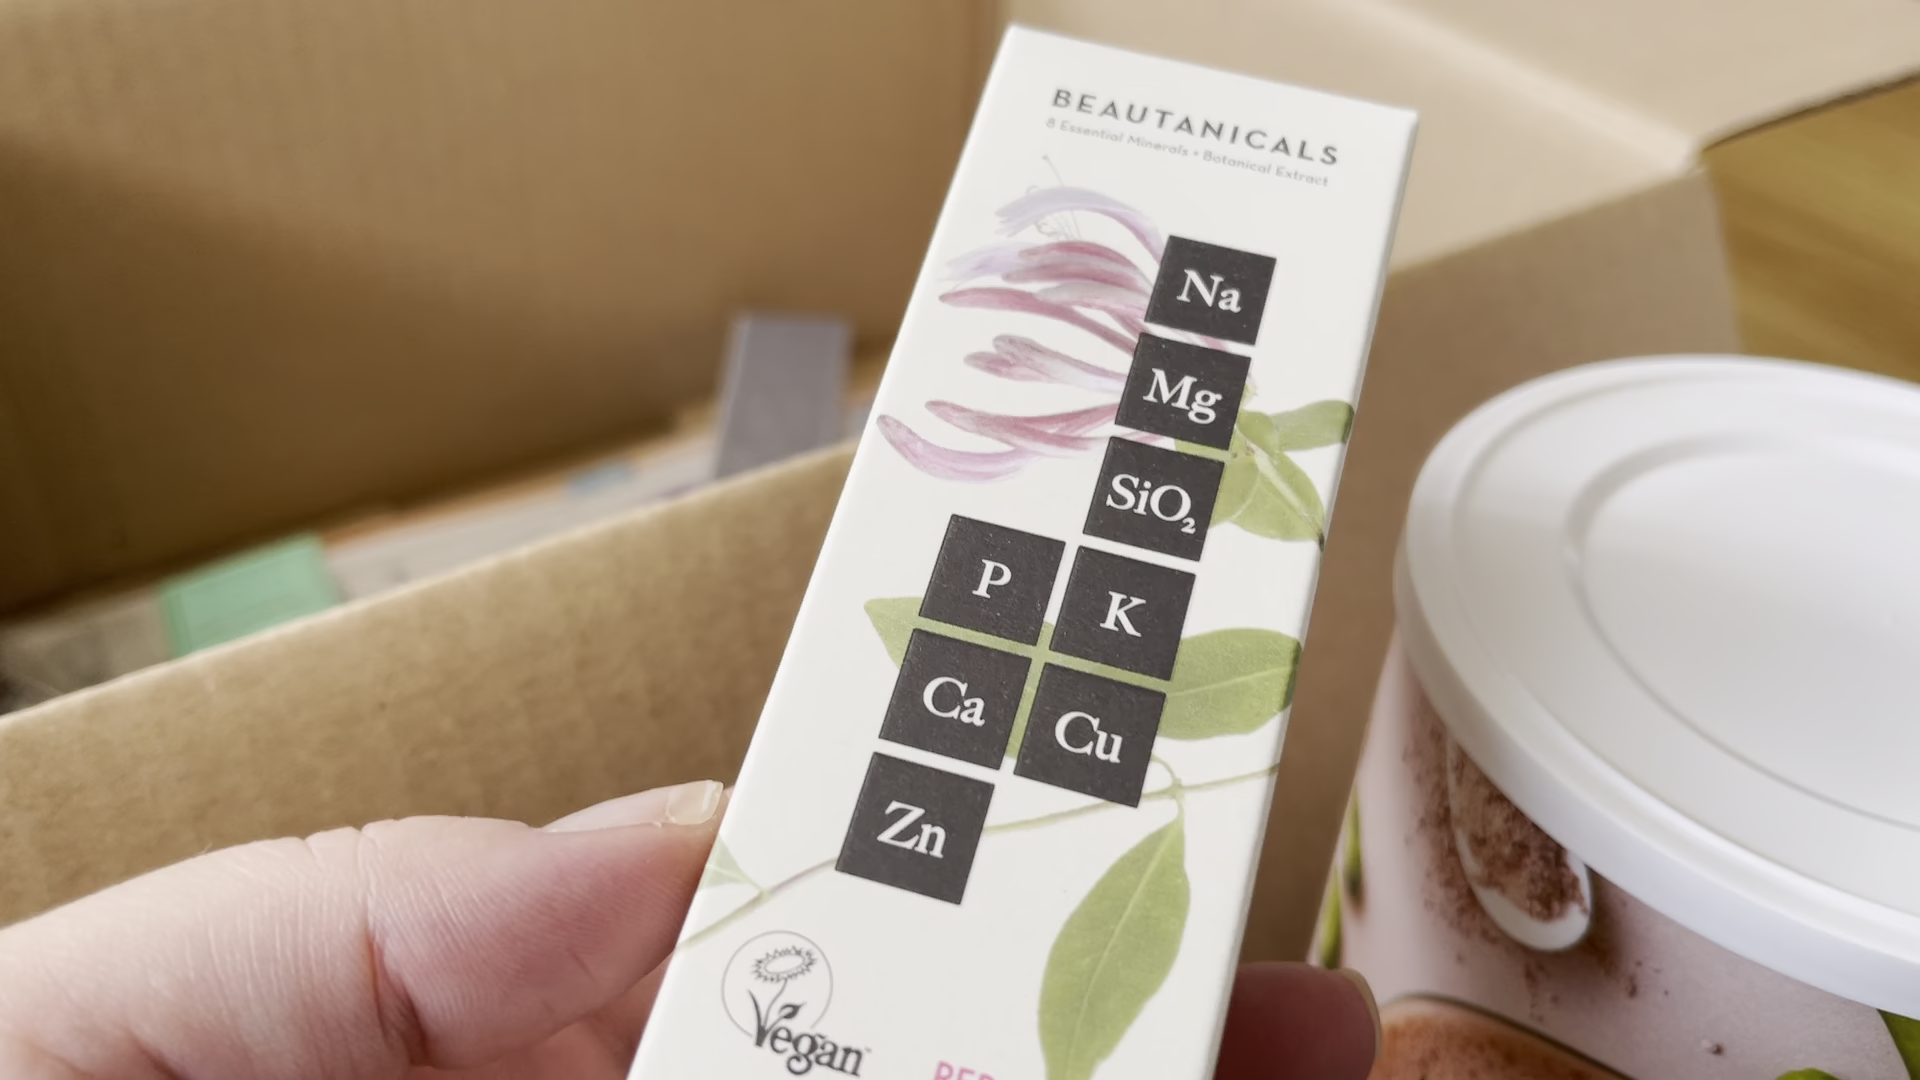 BEAUTANICALS
8 Essential Minerals • Botanical Extract
Na
Mg
SiO₂
P K
Ca Cu
Zn
Vegan